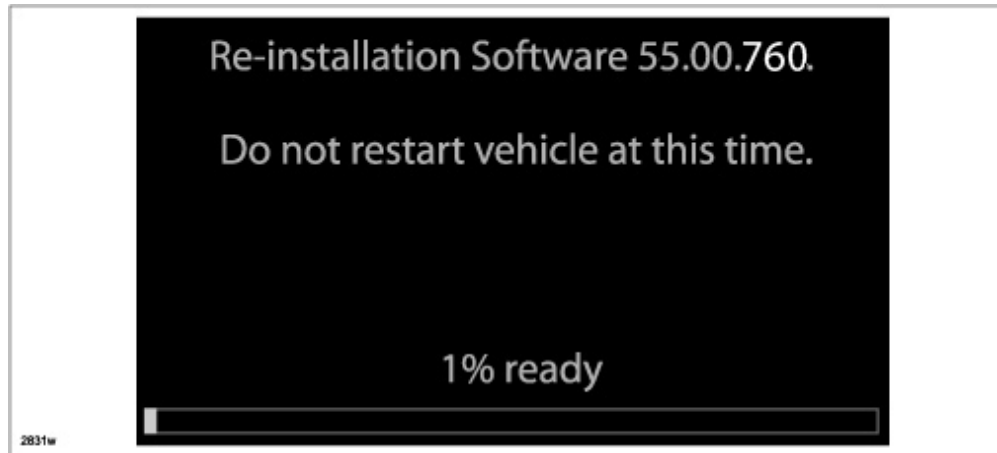 Re-installation Software 55.00.760.
Do not restart vehicle at this time.
1% ready
2831w